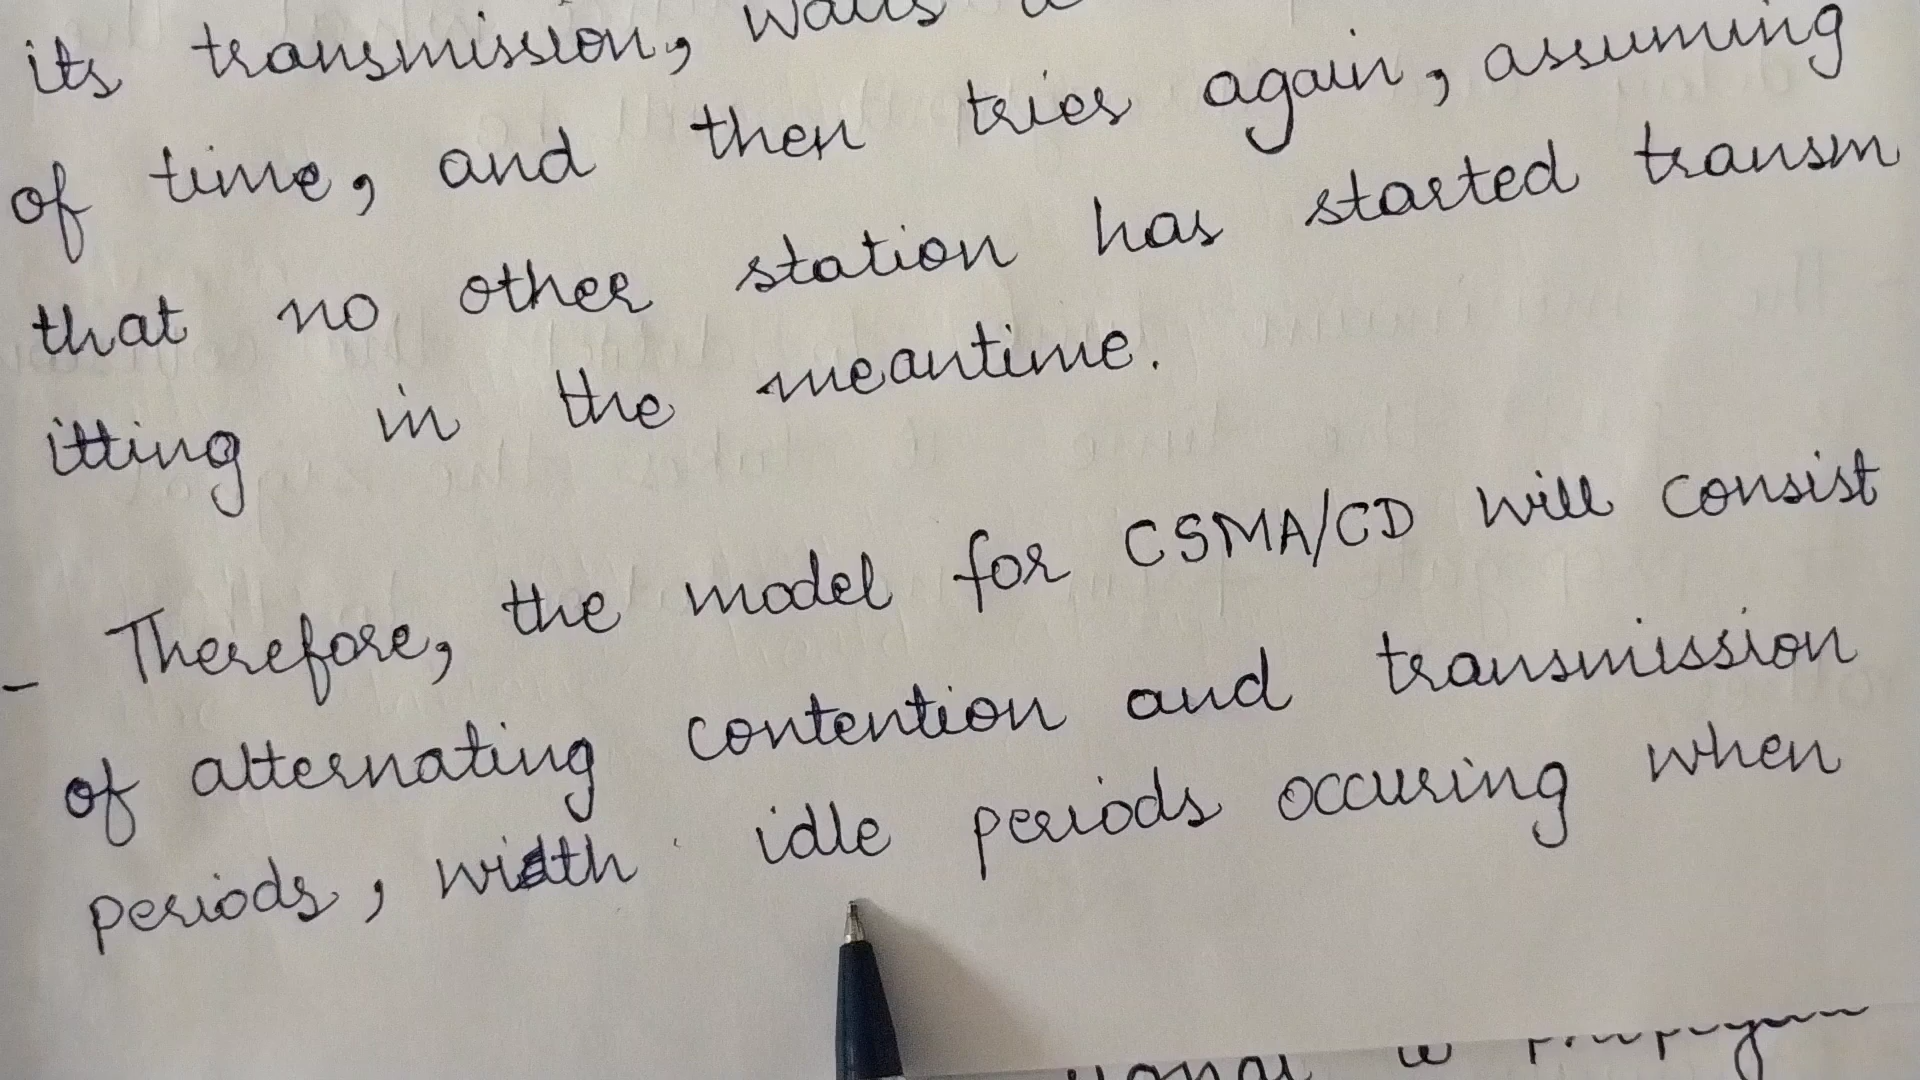 its transmission, waits a
of time, and then tries again, assuming
that no other station has started transm
itting in the meantime.
- Therefore, the model for CSMA/CD will consist
of alternating contention and transmission
periods, with idle periods occuring when